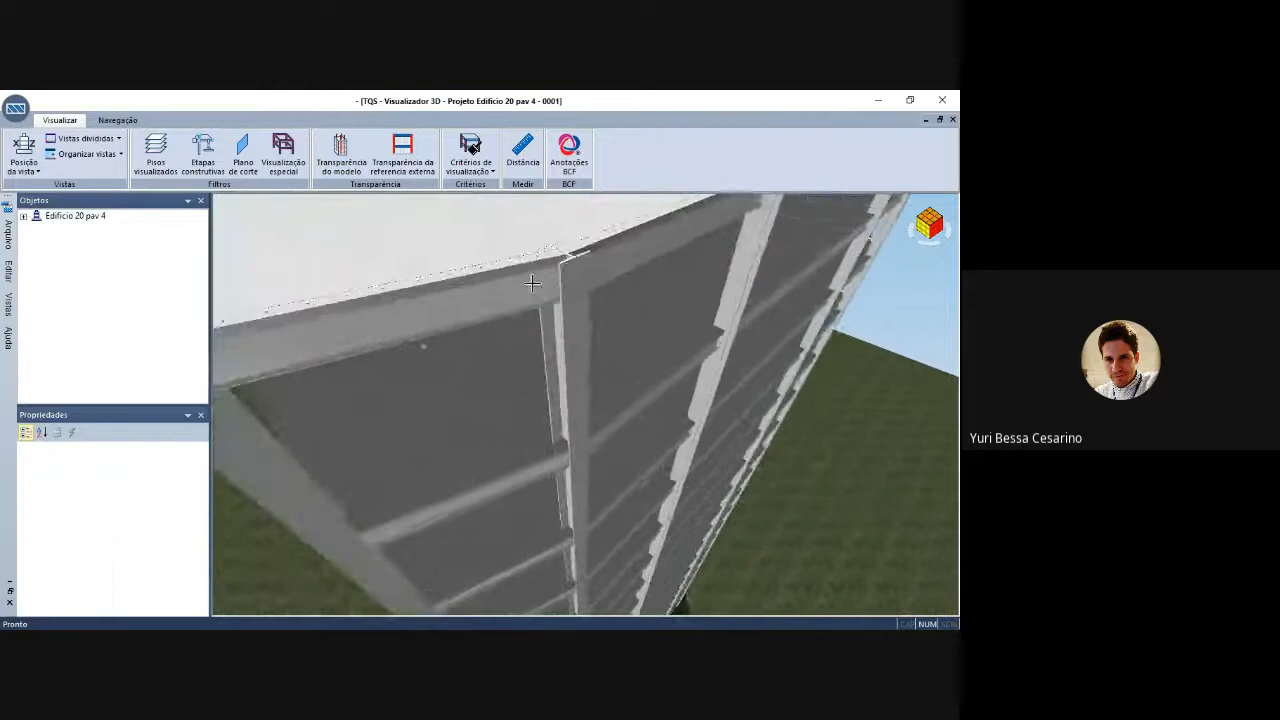 - [TQS - Visualizador 3D - Projeto Edificio 20 pav 4 - 0001]
Visualizar
Navegação
Posição
da vista
Vistas divididas
Organizar vistas
Vistas
Pisos
visualizados
Etapas
construtivas
Plano
de corte
Visualização
especial
Filtros
Transparência
do modelo
Transparência da
referencia externa
Transparência
Critérios de
visualização
Critérios
Distância
Medir
Anotações
BCF
BCF
Arquivo
Editar
Vistas
Ajuda
Objetos
Edificio 20 pav 4
Propriedades
Pronto
CAP
NUM
SCRL
Yuri Bessa Cesarino